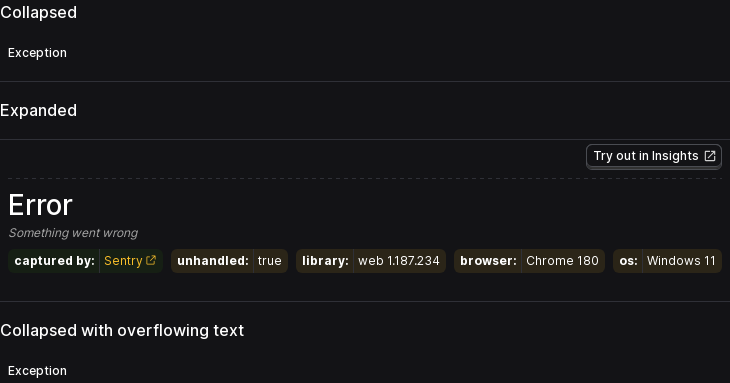 Collapsed
Exception
Expanded
Try out in Insights
Error
Something went wrong
captured by: Sentry unhandled: true library: web 1.187.234 browser: Chrome 180 os: Windows 11
Collapsed with overflowing text
Exception